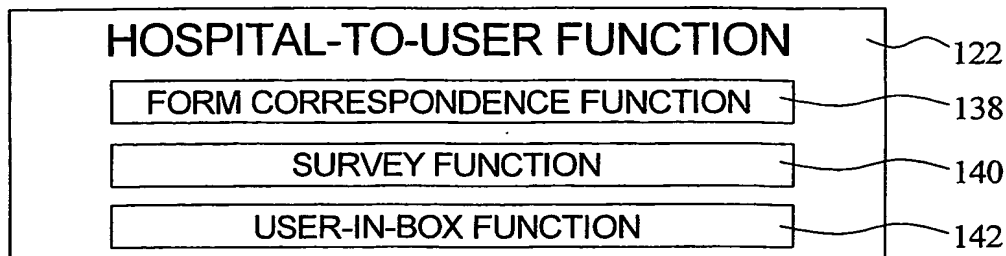 HOSPITAL-TO-USER FUNCTION
122
FORM CORRESPONDENCE FUNCTION
138
SURVEY FUNCTION
140
USER-IN-BOX FUNCTION
142